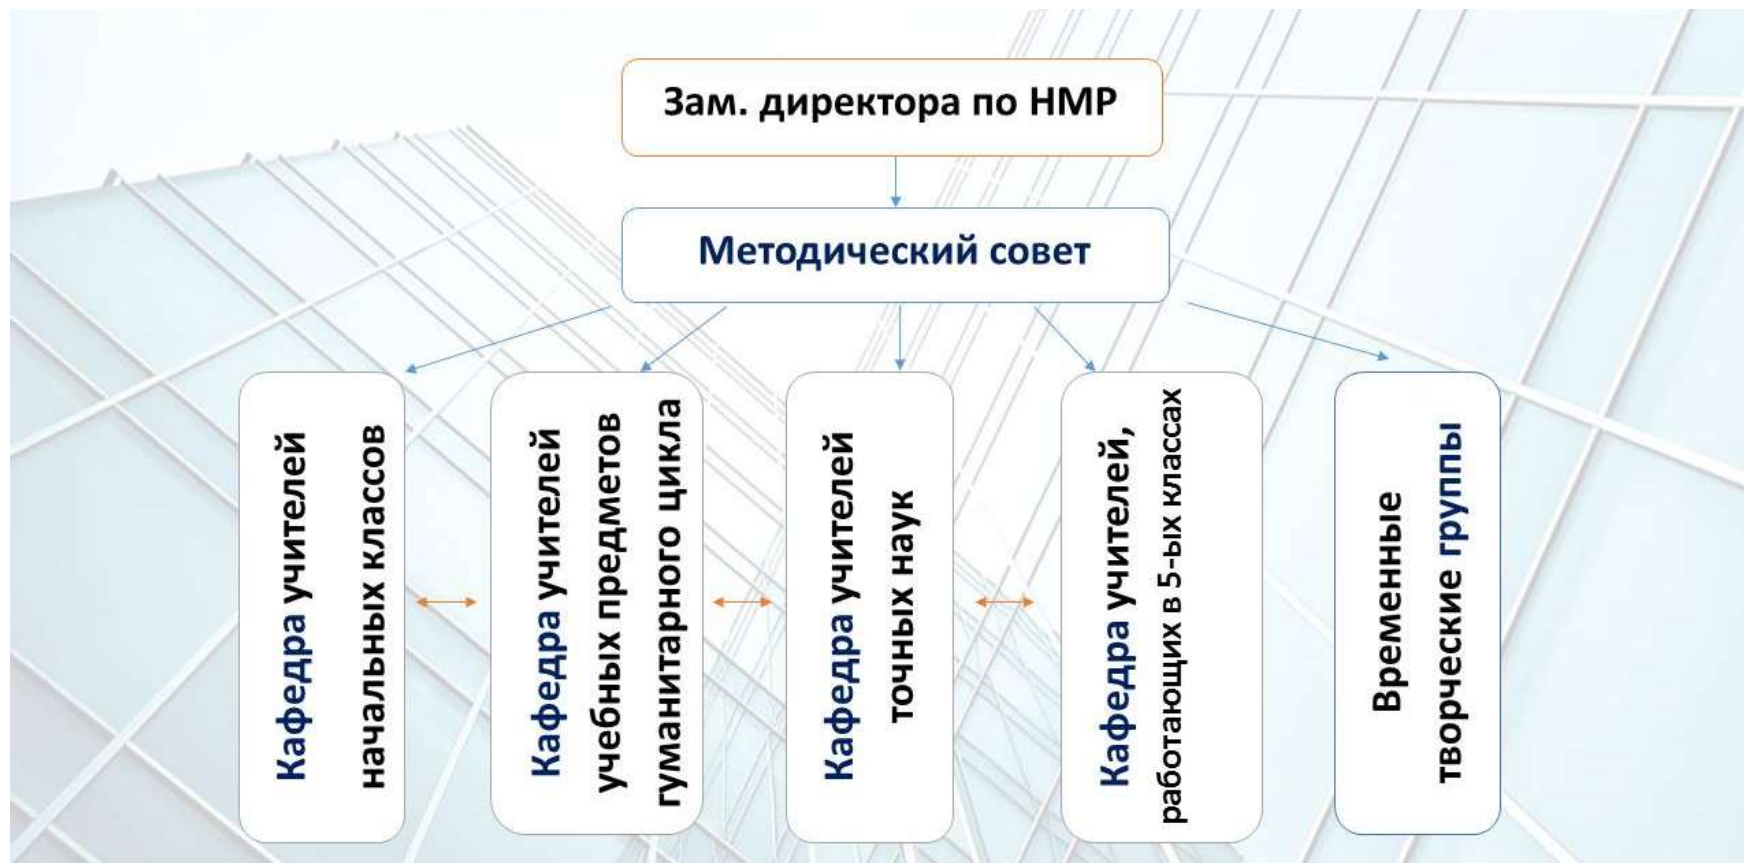 Зам. директора по НМР
Методический совет
Кафедра учителей
начальных классов
Кафедра учителей
учебных предметов
гуманитарного цикла
Кафедра учителей
точных наук
Кафедра учителей,
работающих в 5-ых классах
Временные
творческие группы